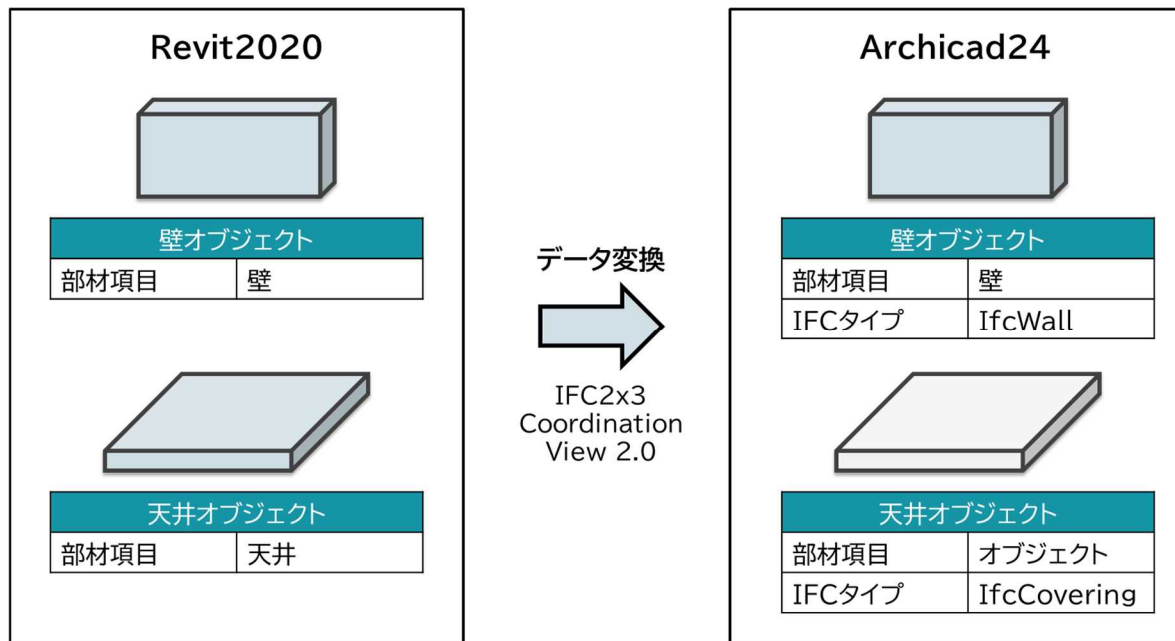 Revit2020
壁オブジェクト
部材項目 壁
天井オブジェクト
部材項目 天井
データ変換
IFC2x3
Coordination
View 2.0
Archicad24
壁オブジェクト
部材項目 壁
IFCタイプ IfcWall
天井オブジェクト
部材項目 オブジェクト
IFCタイプ IfcCovering